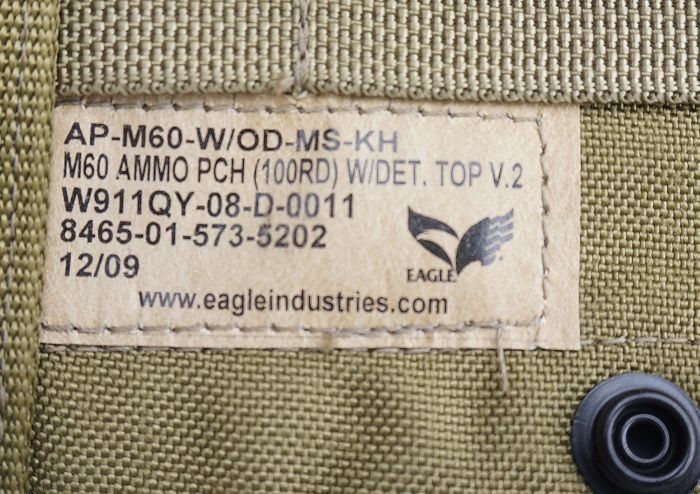 AP-M60-W/OD-MS-KH
M60 AMMO PCH (100RD) W/DET. TOP V.2
W911QY-08-D-0011
8465-01-573-5202
12/09
EAGLE
www.eagleindustries.com